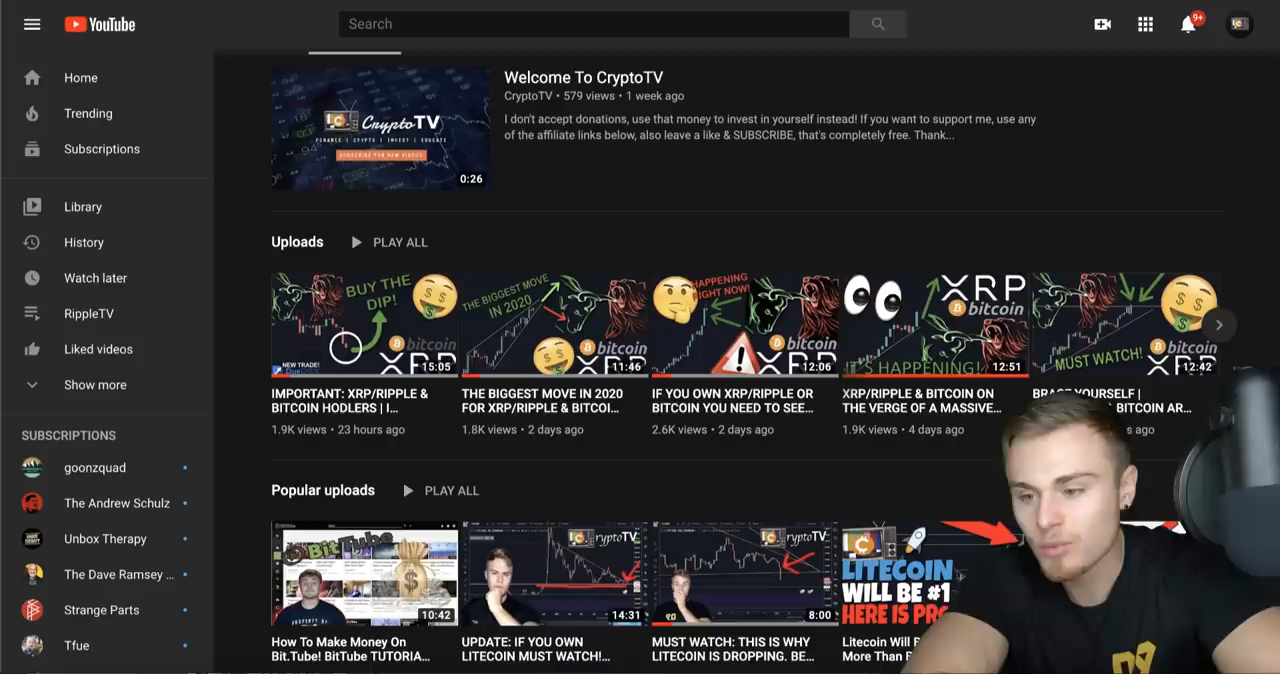 YouTube
Search
9+
Home
Trending
Subscriptions
Library
History
Watch later
RippleTV
Liked videos
Show more
SUBSCRIPTIONS
goonzquad
The Andrew Schulz
Unbox Therapy
The Dave Ramsey ...
Strange Parts
Tfue
CryptoTV
FINANCE | CRYPTO | INVEST | EDUCATE
SUBSCRIBE FOR NEW VIDEOS
0:26
Welcome To CryptoTV
CryptoTV • 579 views • 1 week ago
I don't accept donations, use that money to invest in yourself instead! If you want to support me, use any
of the affiliate links below, also leave a like & SUBSCRIBE, that's completely free. Thank...
Uploads
PLAY ALL
BUY THE
DIP!
bitcoin
XRP
NEW TRADE!
15:05
IMPORTANT: XRP/RIPPLE &
BITCOIN HODLERS | I...
1.9K views • 23 hours ago
THE BIGGEST MOVE
IN 2020
bitcoin
XRP
11:46
THE BIGGEST MOVE IN 2020
FOR XRP/RIPPLE & BITCOI...
1.8K views • 2 days ago
HAPPENING
RIGHT NOW!
bitcoin
XRP
12:06
IF YOU OWN XRP/RIPPLE OR
BITCOIN YOU NEED TO SEE...
2.6K views • 2 days ago
XRP
bitcoin
IT'S HAPPENING!
12:51
XRP/RIPPLE & BITCOIN ON
THE VERGE OF A MASSIVE...
1.9K views • 4 days ago
MUST WATCH!
bitcoin
XRP
12:42
BRACE YOURSELF |
BITCOIN AR...
ago
Popular uploads
PLAY ALL
BitTube
10:42
How To Make Money On
Bit.Tube! BitTube TUTORIA...
CryptoTV
14:31
UPDATE: IF YOU OWN
LITECOIN MUST WATCH!...
CryptoTV
8:00
MUST WATCH: THIS IS WHY
LITECOIN IS DROPPING. BE...
LITECOIN
WILL BE #1
HERE IS
Litecoin Will
More Than